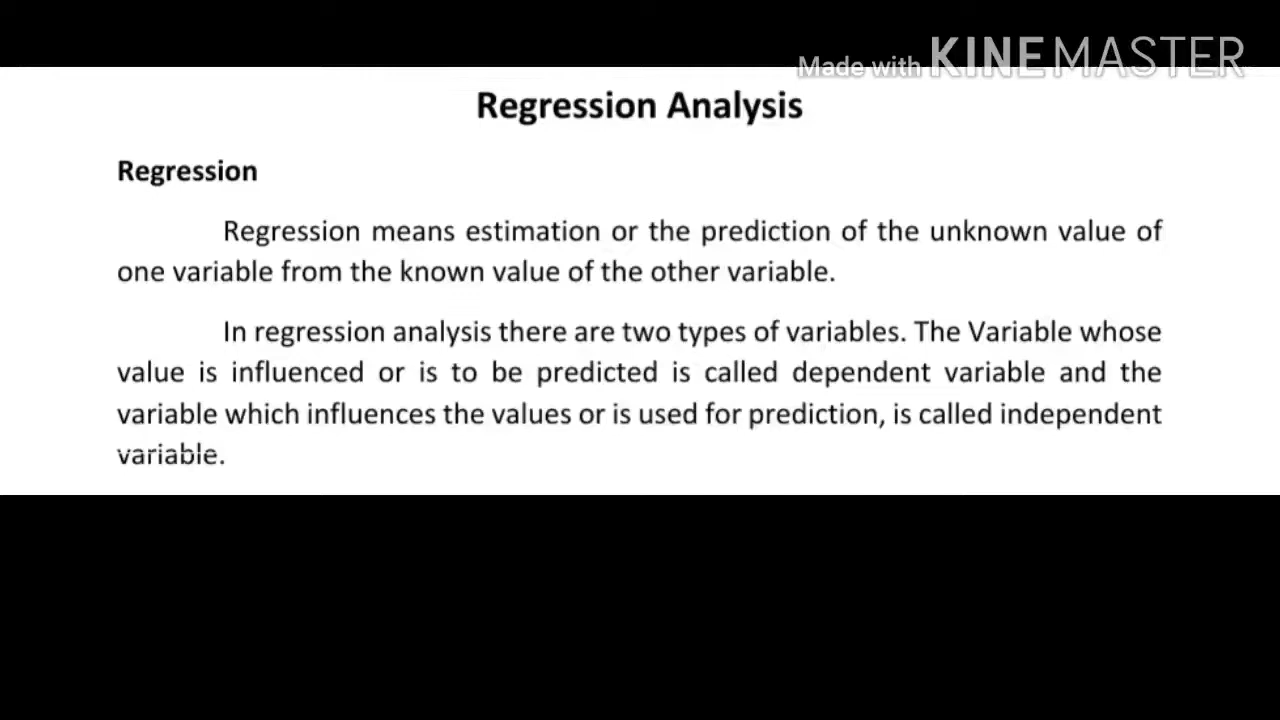 Made with KINEMASTER
Regression Analysis
Regression
Regression means estimation or the prediction of the unknown value of
one variable from the known value of the other variable.
In regression analysis there are two types of variables. The Variable whose
value is influenced or is to be predicted is called dependent variable and the
variable which influences the values or is used for prediction, is called independent
variable.